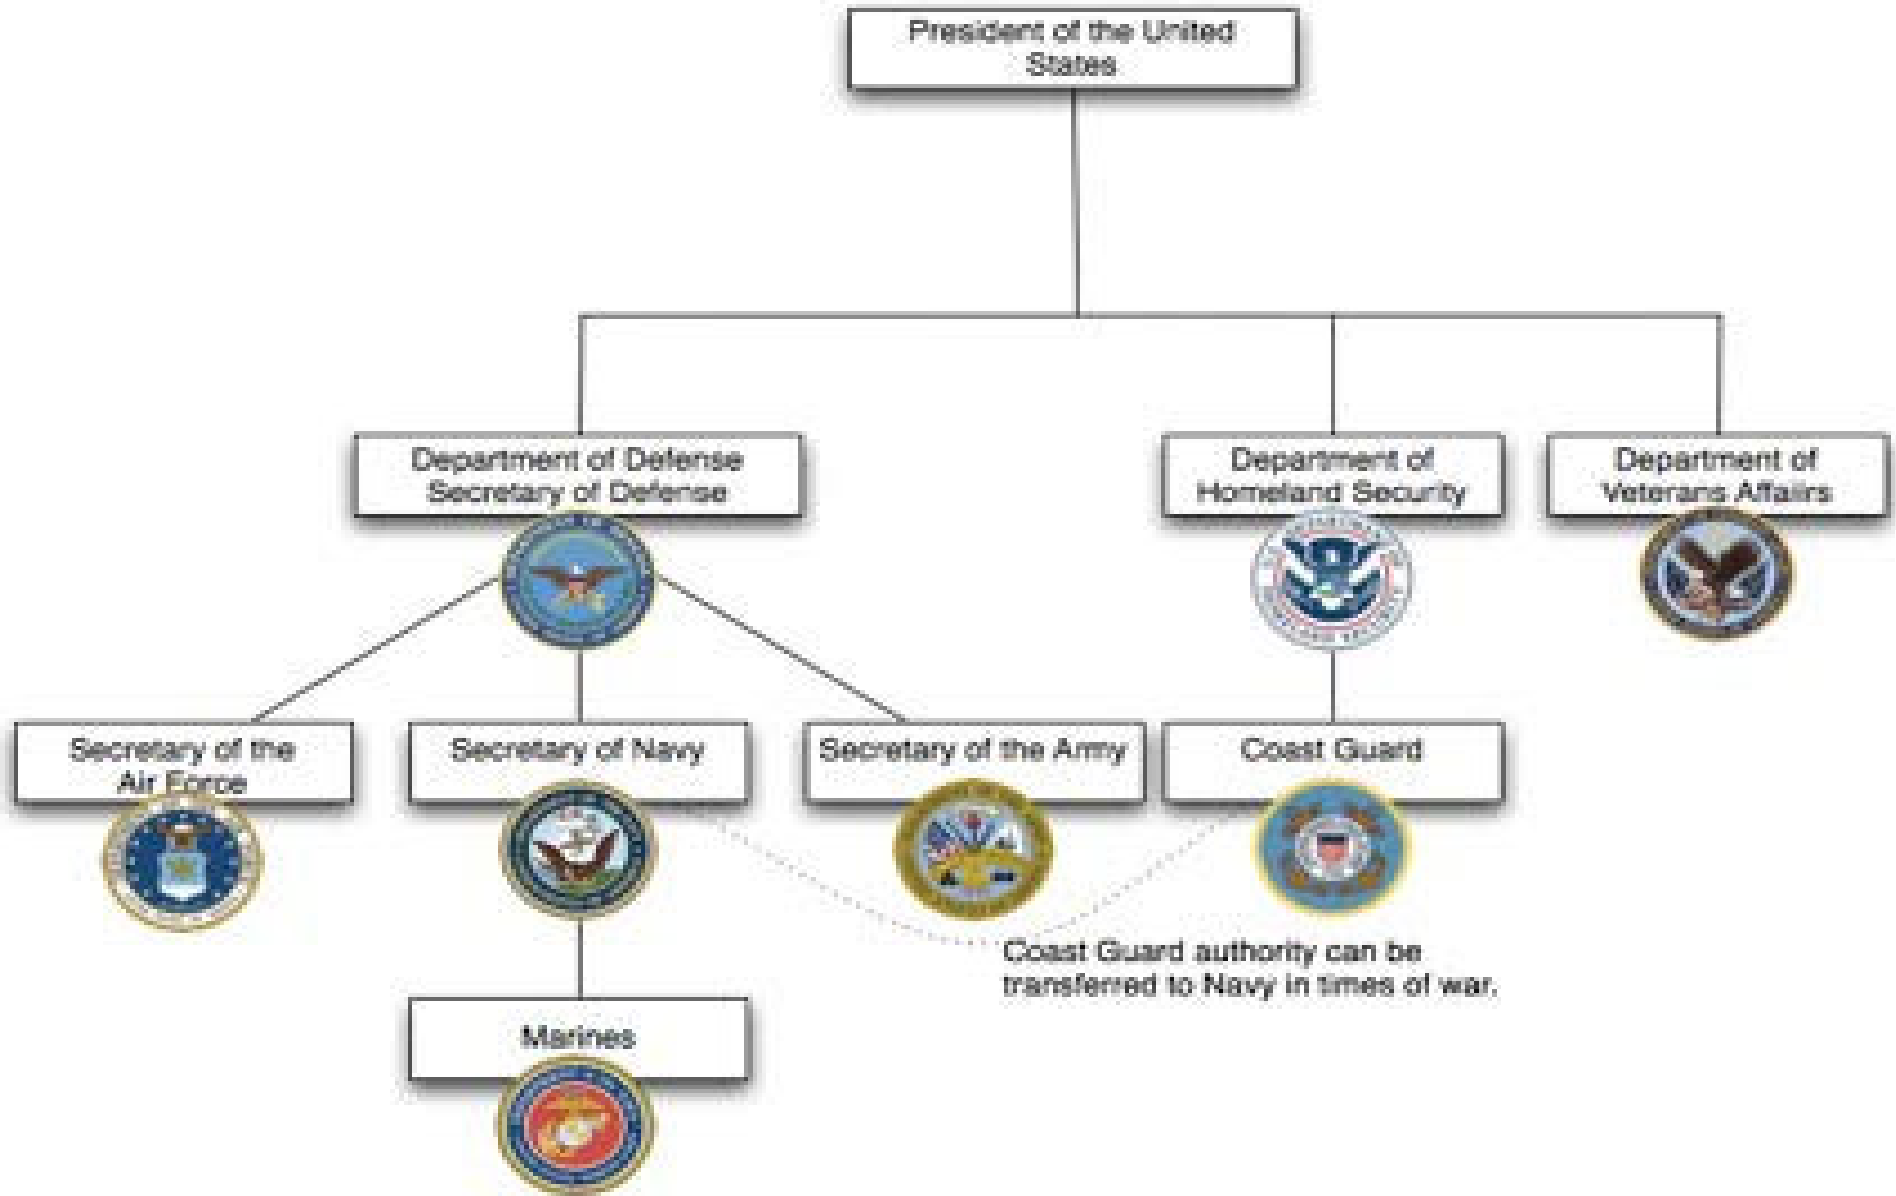 President of the United
States
Department of Defense
Secretary of Defense
Department of
Homeland Security
Department of
Veterans Affairs
Secretary of the
Air Force
Secretary of Navy
Secretary of the Army
Coast Guard
Coast Guard authority can be
transferred to Navy in times of war.
Marines